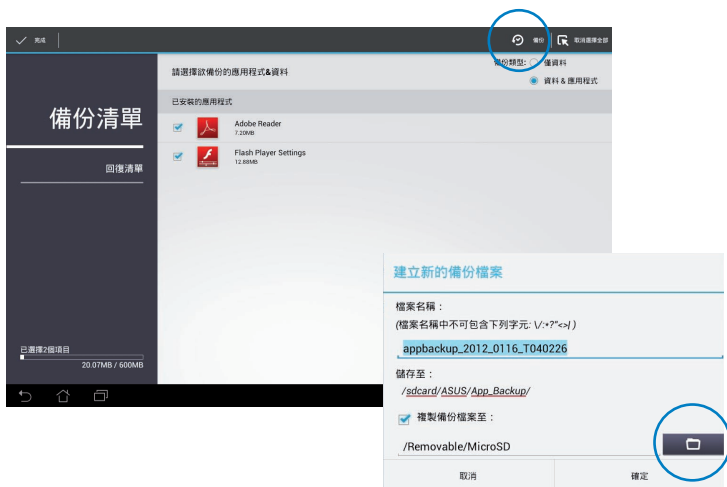 完成
備份
取消選擇全部
請選擇欲備份的應用程式&資料
備份類型:
僅資料
資料 & 應用程式
備份清單
回復清單
已安裝的應用程式
Adobe Reader
7.20MB
Flash Player Settings
12.88MB
已選擇2個項目
20.07MB / 600MB
建立新的備份檔案
檔案名稱：
(檔案名稱中不可包含下列字元: \/:*?"<>| )
appbackup_2012_0116_T040226
儲存至：
/sdcard/ASUS/App_Backup/
複製備份檔案至：
/Removable/MicroSD
取消
確定